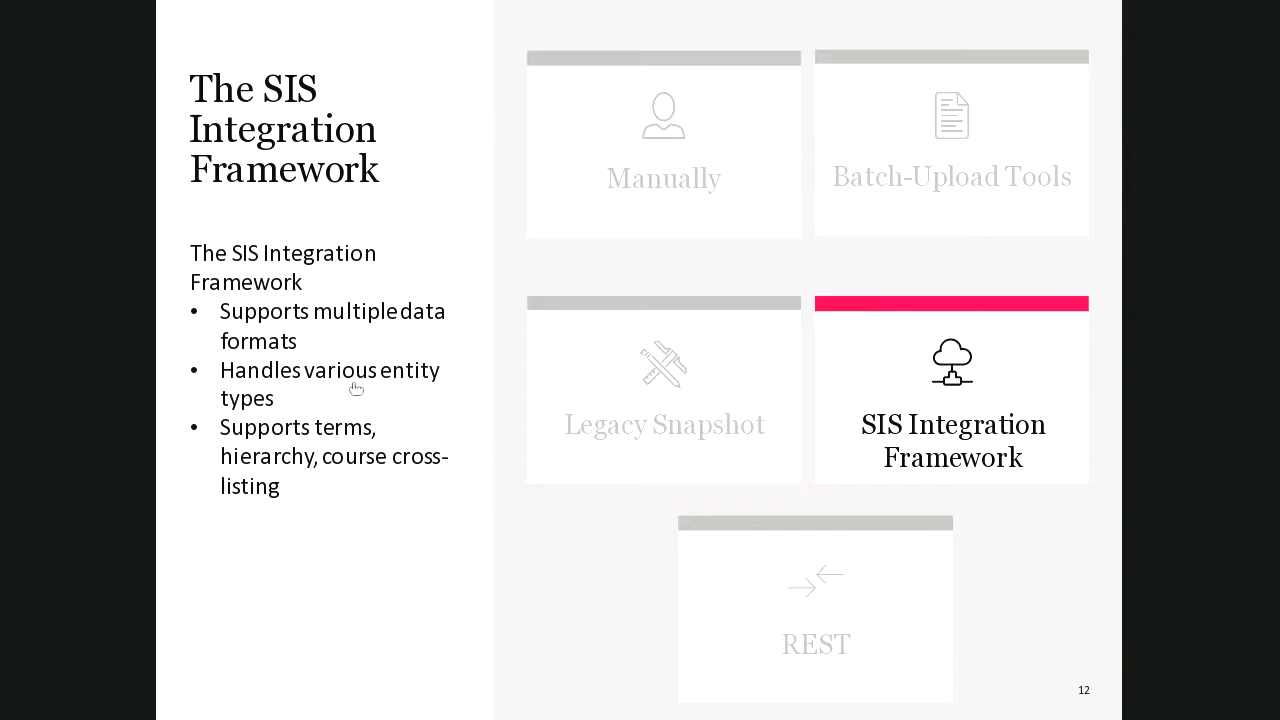 The SIS
Integration
Framework
The SIS Integration
Framework
• Supports multiple data
formats
• Handles various entity
types
• Supports terms,
hierarchy, course cross-
listing
Manually
Batch-Upload Tools
Legacy Snapshot
SIS Integration
Framework
REST
12